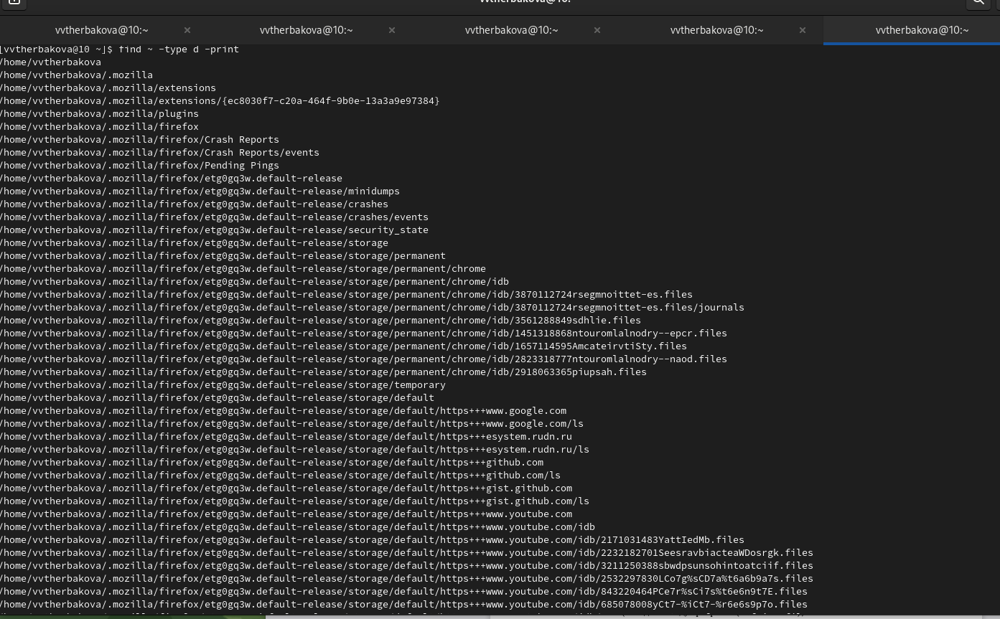 vvtherbakova@10:~
vvtherbakova@10:~ × vvtherbakova@10:~ × vvtherbakova@10:~ × vvtherbakova@10:~ × vvtherbakova@10:~
[vvtherbakova@10 ~]$ find ~ -type d -print
/home/vvtherbakova
/home/vvtherbakova/.mozilla
/home/vvtherbakova/.mozilla/extensions
/home/vvtherbakova/.mozilla/extensions/{ec8030f7-c20a-464f-9b0e-13a3a9e97384}
/home/vvtherbakova/.mozilla/plugins
/home/vvtherbakova/.mozilla/firefox
/home/vvtherbakova/.mozilla/firefox/Crash Reports
/home/vvtherbakova/.mozilla/firefox/Crash Reports/events
/home/vvtherbakova/.mozilla/firefox/Pending Pings
/home/vvtherbakova/.mozilla/firefox/etg0gq3w.default-release
/home/vvtherbakova/.mozilla/firefox/etg0gq3w.default-release/minidumps
/home/vvtherbakova/.mozilla/firefox/etg0gq3w.default-release/crashes
/home/vvtherbakova/.mozilla/firefox/etg0gq3w.default-release/crashes/events
/home/vvtherbakova/.mozilla/firefox/etg0gq3w.default-release/security_state
/home/vvtherbakova/.mozilla/firefox/etg0gq3w.default-release/storage
/home/vvtherbakova/.mozilla/firefox/etg0gq3w.default-release/storage/permanent
/home/vvtherbakova/.mozilla/firefox/etg0gq3w.default-release/storage/permanent/chrome
/home/vvtherbakova/.mozilla/firefox/etg0gq3w.default-release/storage/permanent/chrome/idb
/home/vvtherbakova/.mozilla/firefox/etg0gq3w.default-release/storage/permanent/chrome/idb/3870112724rsegmnoittet-es.files
/home/vvtherbakova/.mozilla/firefox/etg0gq3w.default-release/storage/permanent/chrome/idb/3870112724rsegmnoittet-es.files/journals
/home/vvtherbakova/.mozilla/firefox/etg0gq3w.default-release/storage/permanent/chrome/idb/3561288849sdhlie.files
/home/vvtherbakova/.mozilla/firefox/etg0gq3w.default-release/storage/permanent/chrome/idb/1451318868ntouromlalnodry--epcr.files
/home/vvtherbakova/.mozilla/firefox/etg0gq3w.default-release/storage/permanent/chrome/idb/1657114595AmcateirvtiSty.files
/home/vvtherbakova/.mozilla/firefox/etg0gq3w.default-release/storage/permanent/chrome/idb/2823318777ntouromlalnodry--naod.files
/home/vvtherbakova/.mozilla/firefox/etg0gq3w.default-release/storage/permanent/chrome/idb/2918063365piupsah.files
/home/vvtherbakova/.mozilla/firefox/etg0gq3w.default-release/storage/temporary
/home/vvtherbakova/.mozilla/firefox/etg0gq3w.default-release/storage/default
/home/vvtherbakova/.mozilla/firefox/etg0gq3w.default-release/storage/default/https+++www.google.com
/home/vvtherbakova/.mozilla/firefox/etg0gq3w.default-release/storage/default/https+++www.google.com/ls
/home/vvtherbakova/.mozilla/firefox/etg0gq3w.default-release/storage/default/https+++esystem.rudn.ru
/home/vvtherbakova/.mozilla/firefox/etg0gq3w.default-release/storage/default/https+++esystem.rudn.ru/ls
/home/vvtherbakova/.mozilla/firefox/etg0gq3w.default-release/storage/default/https+++github.com
/home/vvtherbakova/.mozilla/firefox/etg0gq3w.default-release/storage/default/https+++github.com/ls
/home/vvtherbakova/.mozilla/firefox/etg0gq3w.default-release/storage/default/https+++gist.github.com
/home/vvtherbakova/.mozilla/firefox/etg0gq3w.default-release/storage/default/https+++gist.github.com/ls
/home/vvtherbakova/.mozilla/firefox/etg0gq3w.default-release/storage/default/https+++www.youtube.com
/home/vvtherbakova/.mozilla/firefox/etg0gq3w.default-release/storage/default/https+++www.youtube.com/idb
/home/vvtherbakova/.mozilla/firefox/etg0gq3w.default-release/storage/default/https+++www.youtube.com/idb/2171031483YattIedMb.files
/home/vvtherbakova/.mozilla/firefox/etg0gq3w.default-release/storage/default/https+++www.youtube.com/idb/2232182701SeesravbiacteaWDosrgk.files
/home/vvtherbakova/.mozilla/firefox/etg0gq3w.default-release/storage/default/https+++www.youtube.com/idb/3211250388sbwdpsunsohintoatciif.files
/home/vvtherbakova/.mozilla/firefox/etg0gq3w.default-release/storage/default/https+++www.youtube.com/idb/2532297830LCo7g%sCD7a%t6a6b9a7s.files
/home/vvtherbakova/.mozilla/firefox/etg0gq3w.default-release/storage/default/https+++www.youtube.com/idb/843220464PCe7r%sCi7s%t6e6n9t7E.files
/home/vvtherbakova/.mozilla/firefox/etg0gq3w.default-release/storage/default/https+++www.youtube.com/idb/685078008yCt7-%iCt7-%r6e6s9p7o.files